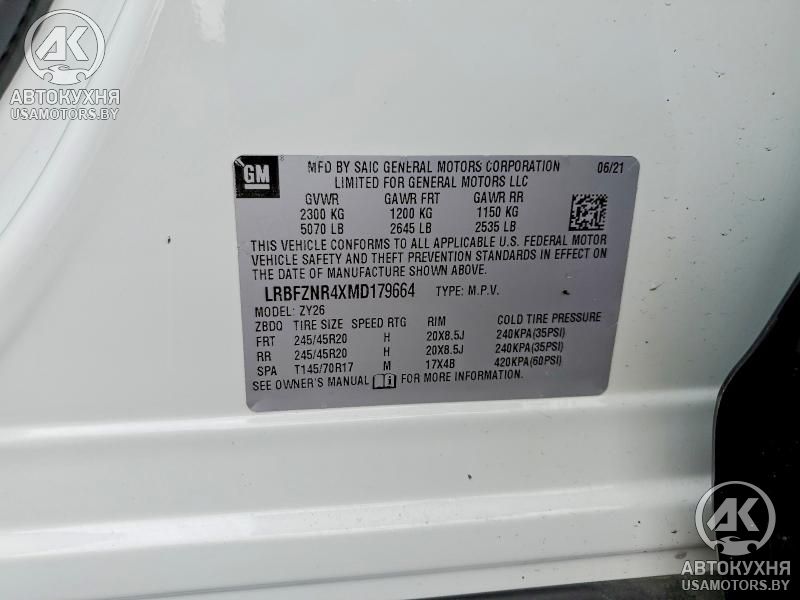 AK
АВТОКУХНЯ
USAMOTORS.BY
GM
MFD BY SAIC GENERAL MOTORS CORPORATION 06/21
LIMITED FOR GENERAL MOTORS LLC
GVWR GAWR FRT GAWR RR
2300 KG 1200 KG 1150 KG
5070 LB 2645 LB 2535 LB
THIS VEHICLE CONFORMS TO ALL APPLICABLE U.S. FEDERAL MOTOR
VEHICLE SAFETY AND THEFT PREVENTION STANDARDS IN EFFECT ON
THE DATE OF MANUFACTURE SHOWN ABOVE.
LRBFZNR4XMD179664 TYPE: M.P.V.
MODEL: ZY26
ZBDQ TIRE SIZE SPEED RTG RIM COLD TIRE PRESSURE
FRT 245/45R20 H 20X8.5J 240KPA(35PSI)
RR 245/45R20 H 20X8.5J 240KPA(35PSI)
SPA T145/70R17 M 17X4B 420KPA(60PSI)
SEE OWNER'S MANUAL FOR MORE INFORMATION.
AK
АВТОКУХНЯ
USAMOTORS.BY